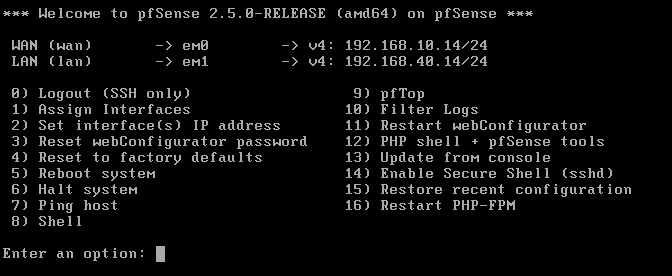 *** Welcome to pfSense 2.5.0-RELEASE (amd64) on pfSense ***
WAN (wan) -> em0 -> v4: 192.168.10.14/24
LAN (lan) -> em1 -> v4: 192.168.40.14/24
0) Logout (SSH only) 9) pfTop
1) Assign Interfaces 10) Filter Logs
2) Set interface(s) IP address 11) Restart webConfigurator
3) Reset webConfigurator password 12) PHP shell + pfSense tools
4) Reset to factory defaults 13) Update from console
5) Reboot system 14) Enable Secure Shell (sshd)
6) Halt system 15) Restore recent configuration
7) Ping host 16) Restart PHP-FPM
8) Shell
Enter an option: